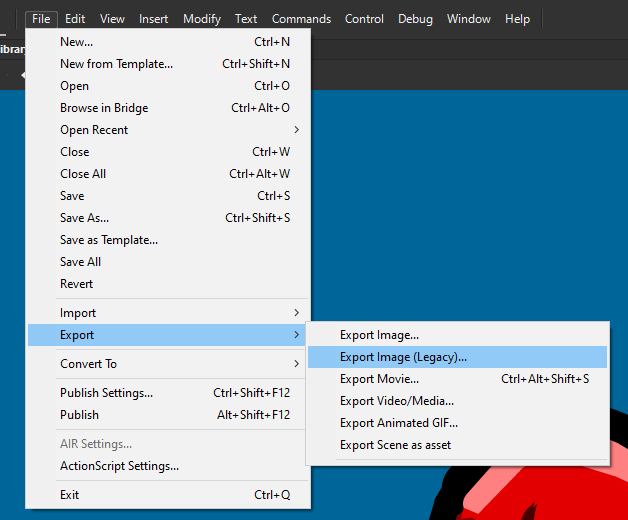 File Edit View Insert Modify Text Commands Control Debug Window Help
ibrary
New... Ctrl+N
New from Template... Ctrl+Shift+N
Open Ctrl+O
Browse in Bridge Ctrl+Alt+O
Open Recent
Close Ctrl+W
Close All Ctrl+Alt+W
Save Ctrl+S
Save As... Ctrl+Shift+S
Save as Template...
Save All
Revert
Import
Export
Export Image...
Export Image (Legacy)...
Export Movie... Ctrl+Alt+Shift+S
Export Video/Media...
Export Animated GIF...
Export Scene as asset
Convert To
Publish Settings... Ctrl+Shift+F12
Publish Alt+Shift+F12
AIR Settings...
ActionScript Settings...
Exit Ctrl+Q